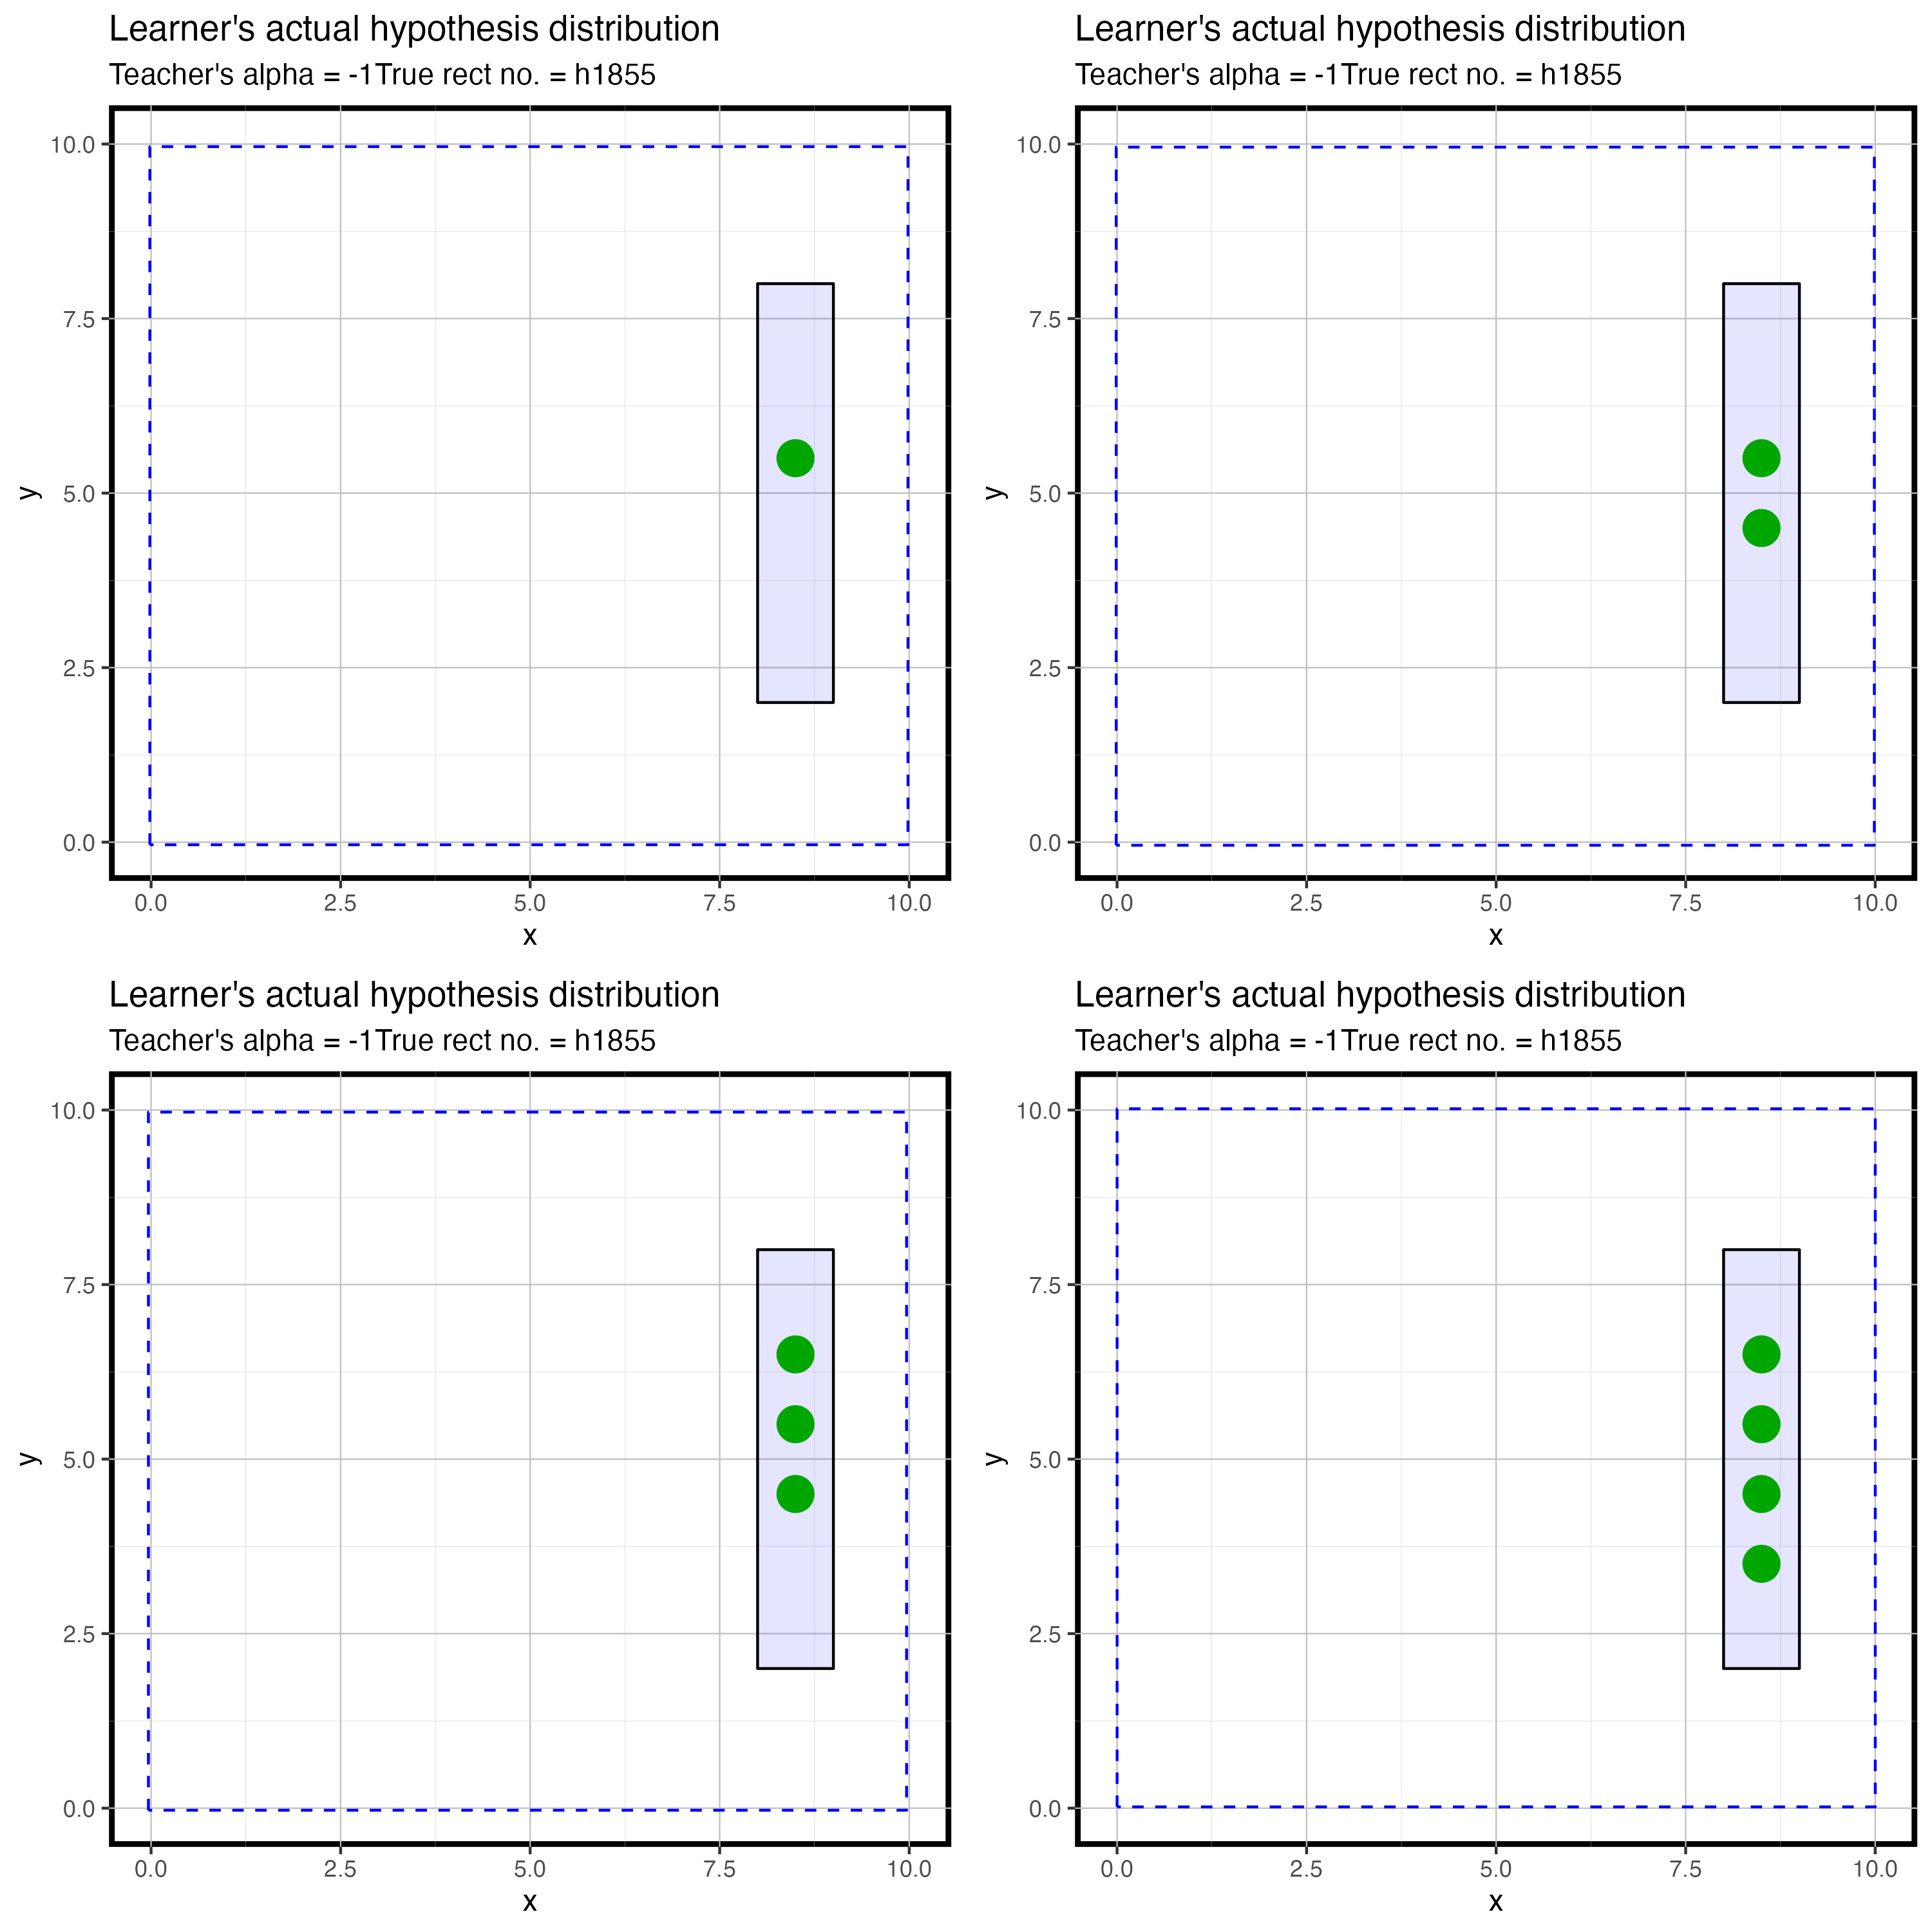 Learner's actual hypothesis distribution
Teacher's alpha = -1True rect no. = h1855
10.0
7.5
5.0
2.5
0.0
y
0.0 2.5 5.0 7.5 10.0
x
Learner's actual hypothesis distribution
Teacher's alpha = -1True rect no. = h1855
10.0
7.5
5.0
2.5
0.0
y
0.0 2.5 5.0 7.5 10.0
x
Learner's actual hypothesis distribution
Teacher's alpha = -1True rect no. = h1855
10.0
7.5
5.0
2.5
0.0
y
0.0 2.5 5.0 7.5 10.0
x
Learner's actual hypothesis distribution
Teacher's alpha = -1True rect no. = h1855
10.0
7.5
5.0
2.5
0.0
y
0.0 2.5 5.0 7.5 10.0
x